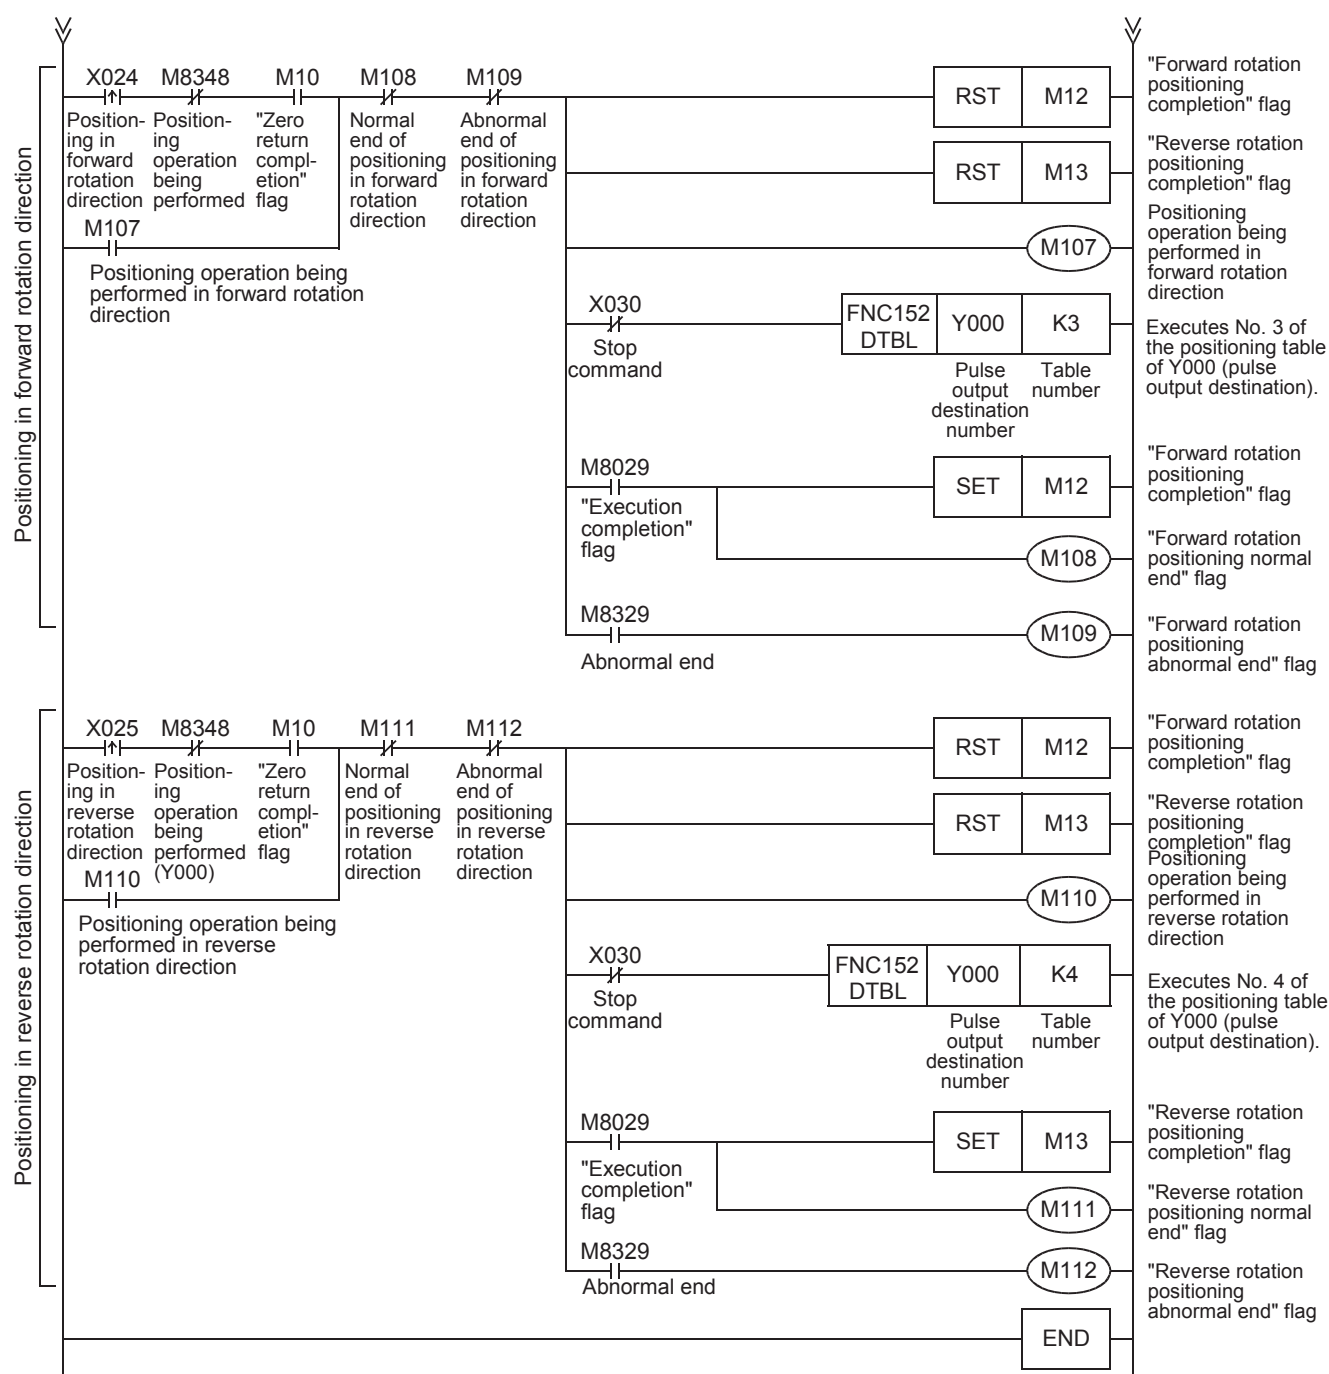 Positioning in forward rotation direction
X024 M8348 M10 M108 M109
Position- Position- "Zero Normal Abnormal
ing in ing return end of end of
forward operation compl- positioning positioning
rotation being etion" in forward in forward
direction performed flag rotation rotation
direction direction
RST M12
"Forward rotation
positioning
completion" flag
RST M13
"Reverse rotation
positioning
completion" flag
M107
Positioning operation being
performed in forward rotation
direction
M107
Positioning
operation being
performed in
forward rotation
direction
X030
Stop
command
FNC152
DTBL
Y000 K3
Pulse
output
destination
number
Table
number
Executes No. 3 of
the positioning table
of Y000 (pulse
output destination).
M8029
"Execution
completion"
flag
SET M12
"Forward rotation
positioning
completion" flag
M108
"Forward rotation
positioning normal
end" flag
M8329
Abnormal end
M109
"Forward rotation
positioning
abnormal end" flag
Positioning in reverse rotation direction
X025 M8348 M10 M111 M112
Position- Position- "Zero Normal Abnormal
ing in ing return end of end of
reverse operation compl- positioning positioning
rotation being etion" in reverse in reverse
direction performed flag rotation rotation
(Y000) direction direction
RST M12
"Forward rotation
positioning
completion" flag
RST M13
"Reverse rotation
positioning
completion" flag
M110
Positioning operation being
performed in reverse
rotation direction
M110
Positioning
operation being
performed in
reverse rotation
direction
X030
Stop
command
FNC152
DTBL
Y000 K4
Pulse
output
destination
number
Table
number
Executes No. 4 of
the positioning table
of Y000 (pulse
output destination).
M8029
"Execution
completion"
flag
SET M13
"Reverse rotation
positioning
completion" flag
M111
"Reverse rotation
positioning normal
end" flag
M8329
Abnormal end
M112
"Reverse rotation
positioning
abnormal end" flag
END